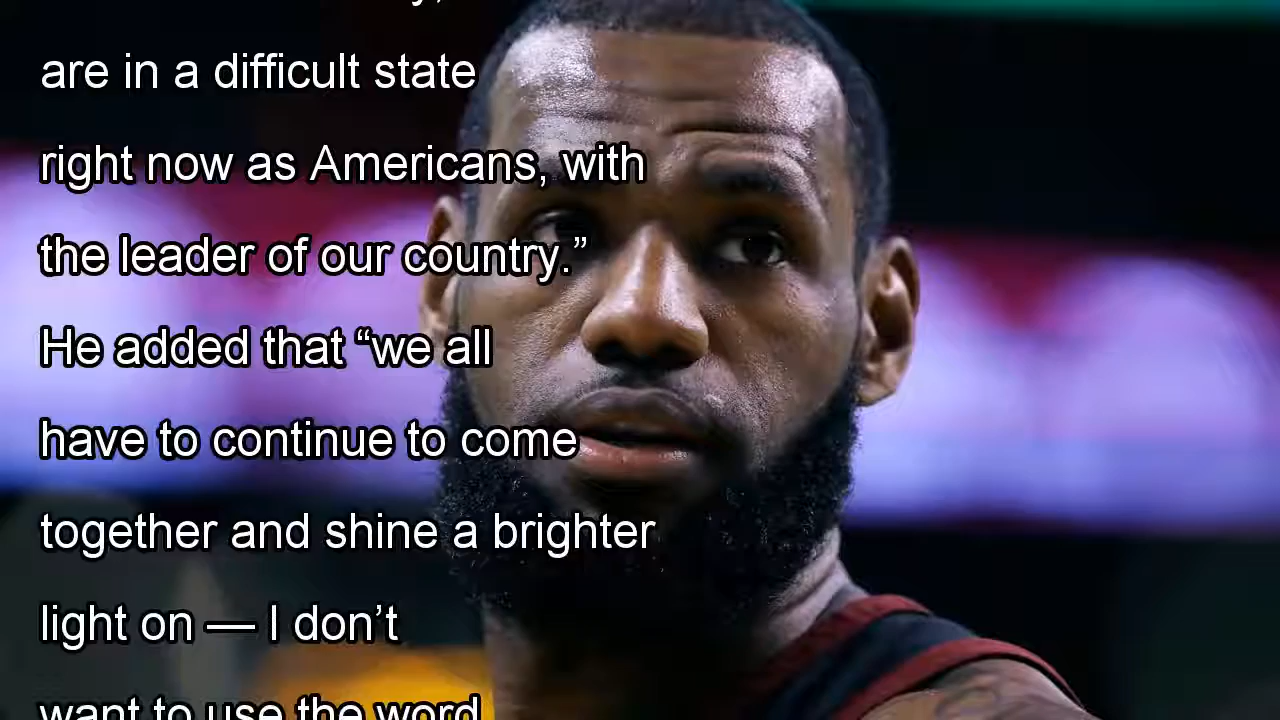 are in a difficult state
right now as Americans, with
the leader of our country.”
He added that “we all
have to continue to come
together and shine a brighter
light on — I don’t
want to use the word